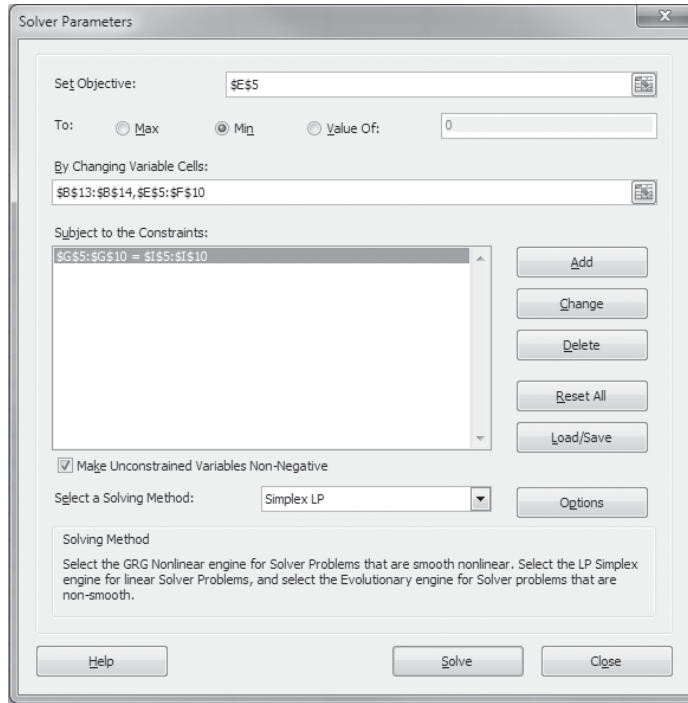 Solver Parameters
x
Set Objective: $E$5
To: Max Min Value Of: 0
By Changing Variable Cells:
$B$13:$B$14,$E$5:$F$10
Subject to the Constraints:
$G$5:$G$10 = $I$5:$I$10
Add
Change
Delete
Reset All
Load/Save
Make Unconstrained Variables Non-Negative
Select a Solving Method: Simplex LP Options
Solving Method
Select the GRG Nonlinear engine for Solver Problems that are smooth nonlinear. Select the LP Simplex
engine for linear Solver Problems, and select the Evolutionary engine for Solver problems that are
non-smooth.
Help Solve Close